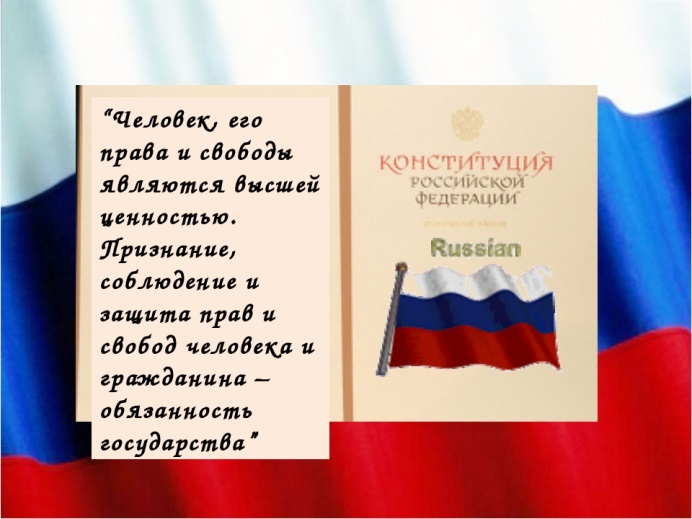 “Человек, его
права и свободы
являются высшей
ценностью.
Признание,
соблюдение и
защита прав и
свобод человека и
гражданина –
обязанность
государства”
КОНСТИТУЦИЯ
РОССИЙСКОЙ
ФЕДЕРАЦИИ
Russian